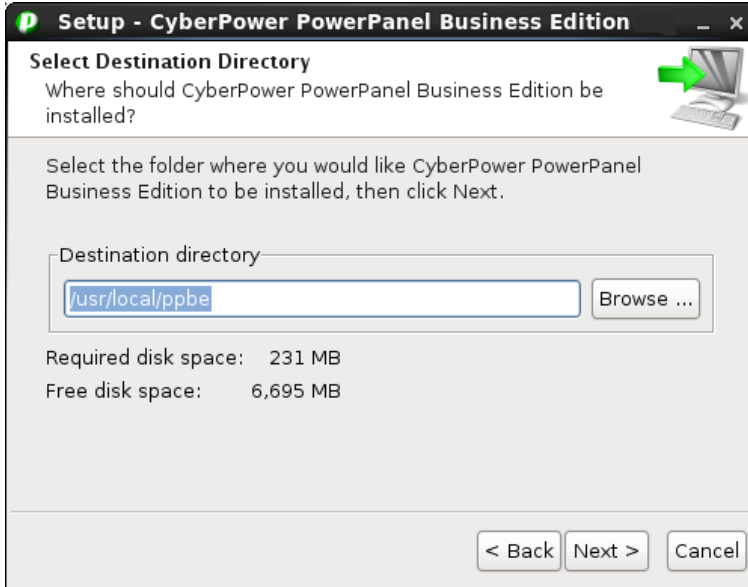 Setup - CyberPower PowerPanel Business Edition
Select Destination Directory
Where should CyberPower PowerPanel Business Edition be
installed?
Select the folder where you would like CyberPower PowerPanel
Business Edition to be installed, then click Next.
Destination directory
/usr/local/ppbe
Browse ...
Required disk space: 231 MB
Free disk space: 6,695 MB
< Back Next > Cancel